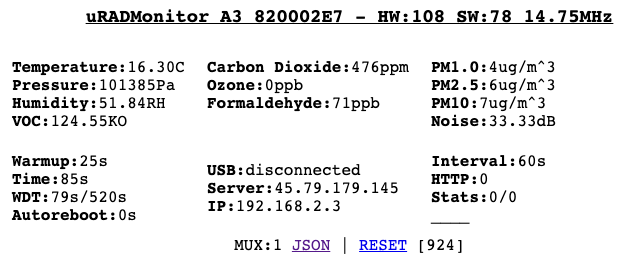 uRADMonitor A3 820002E7 - HW:108 SW:78 14.75MHz
Temperature:16.30C Carbon Dioxide:476ppm PM1.0:4ug/m^3
Pressure:101385Pa Ozone:0ppb PM2.5:6ug/m^3
Humidity:51.84RH Formaldehyde:71ppb PM10:7ug/m^3
VOC:124.55KO Noise:33.33dB
Warmup:25s Interval:60s
USB:disconnected
Time:85s HTTP:0
Server:45.79.179.145
WDT:79s/520s Stats:0/0
IP:192.168.2.3
Autoreboot:0s ____
MUX:1 JSON | RESET [924]